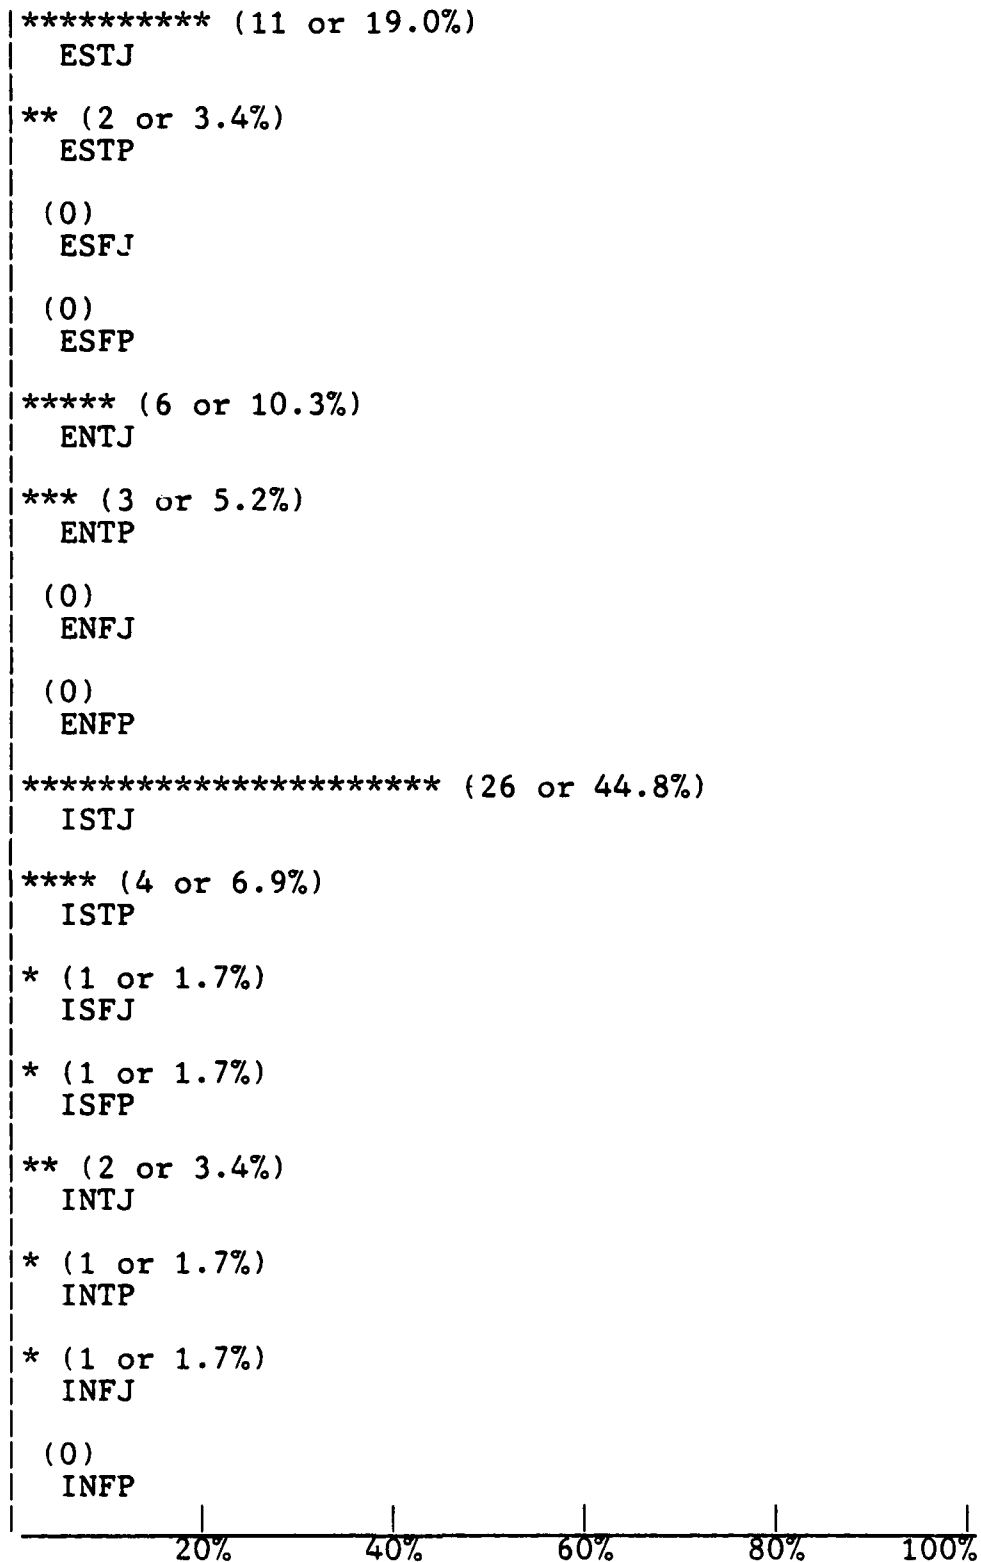 ********** (11 or 19.0%)
ESTJ
** (2 or 3.4%)
ESTP
(0)
ESFJ
(0)
ESFP
***** (6 or 10.3%)
ENTJ
*** (3 or 5.2%)
ENTP
(0)
ENFJ
(0)
ENFP
********************** (26 or 44.8%)
ISTJ
**** (4 or 6.9%)
ISTP
* (1 or 1.7%)
ISFJ
* (1 or 1.7%)
ISFP
** (2 or 3.4%)
INTJ
* (1 or 1.7%)
INTP
* (1 or 1.7%)
INFJ
(0)
INFP
20% 40% 60% 80% 100%